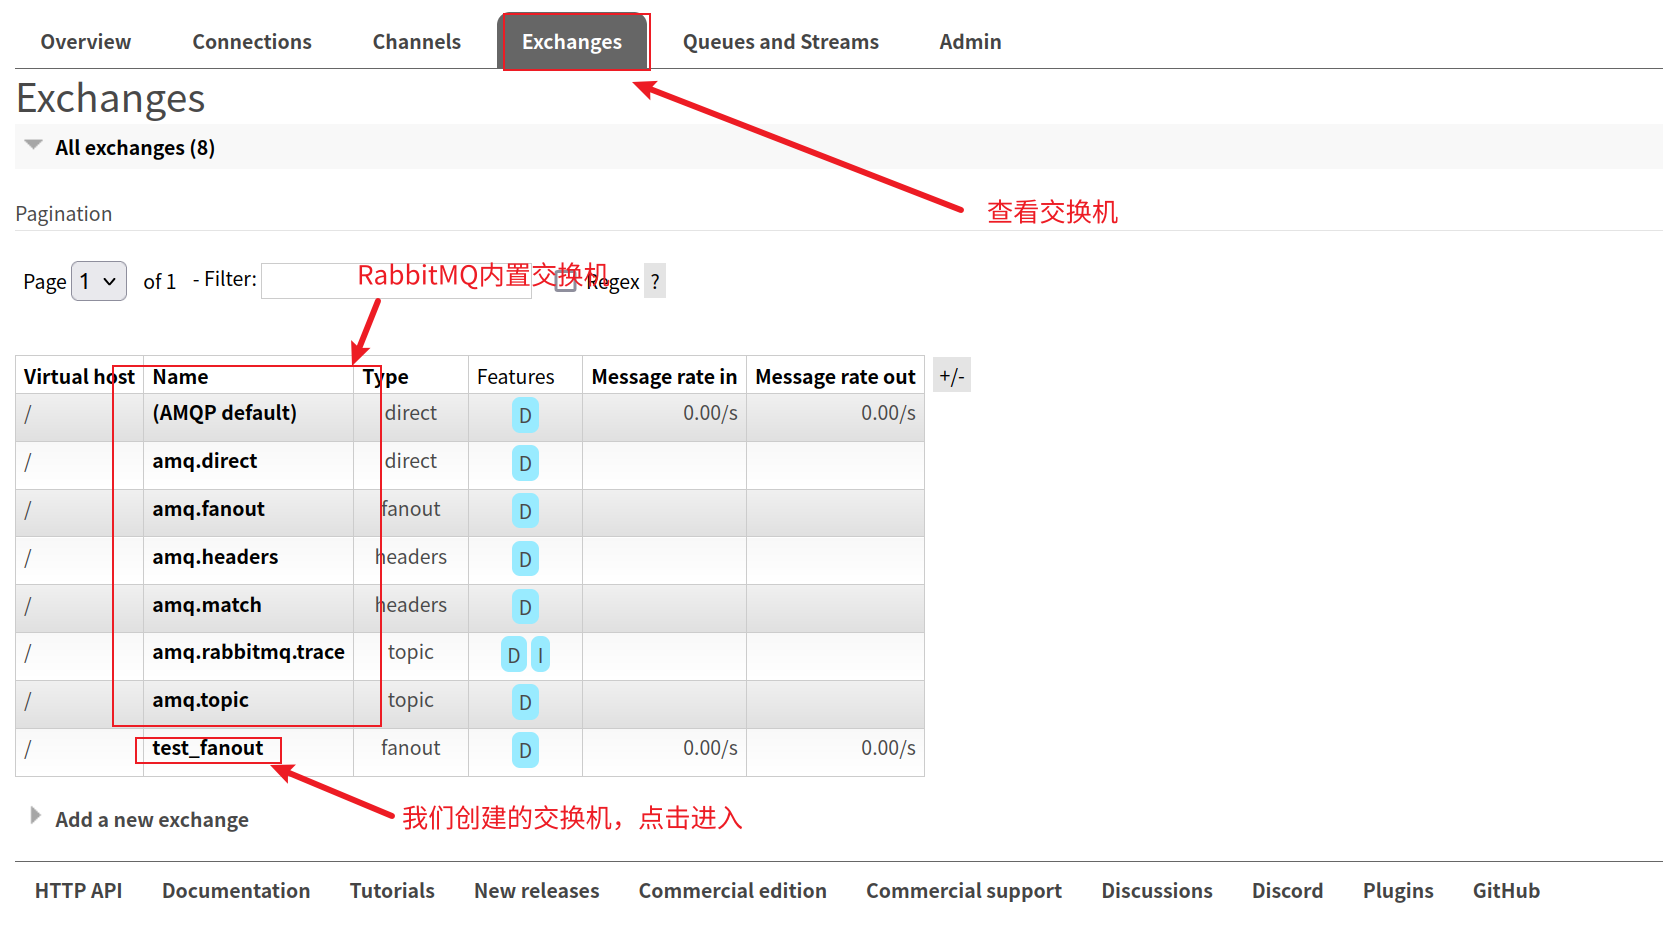 Overview Connections Channels Exchanges Queues and Streams Admin
Exchanges
All exchanges (8)
查看交换机
Pagination
RabbitMQ内置交换机
Page 1 of 1 - Filter: Regex ?
Virtual host Name Type Features Message rate in Message rate out +/-
/ (AMQP default) direct D 0.00/s 0.00/s
/ amq.direct direct D
/ amq.fanout fanout D
/ amq.headers headers D
/ amq.match headers D
/ amq.rabbitmq.trace topic D I
/ amq.topic topic D
/ test_fanout fanout D 0.00/s 0.00/s
我们创建的交换机，点击进入
Add a new exchange
HTTP API Documentation Tutorials New releases Commercial edition Commercial support Discussions Discord Plugins GitHub